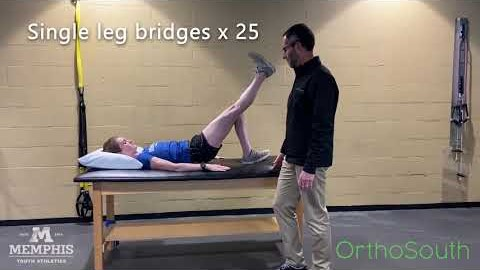 Single leg bridges x 25
M
MEMPHIS
YOUTH ATHLETICS
OrthoSouth